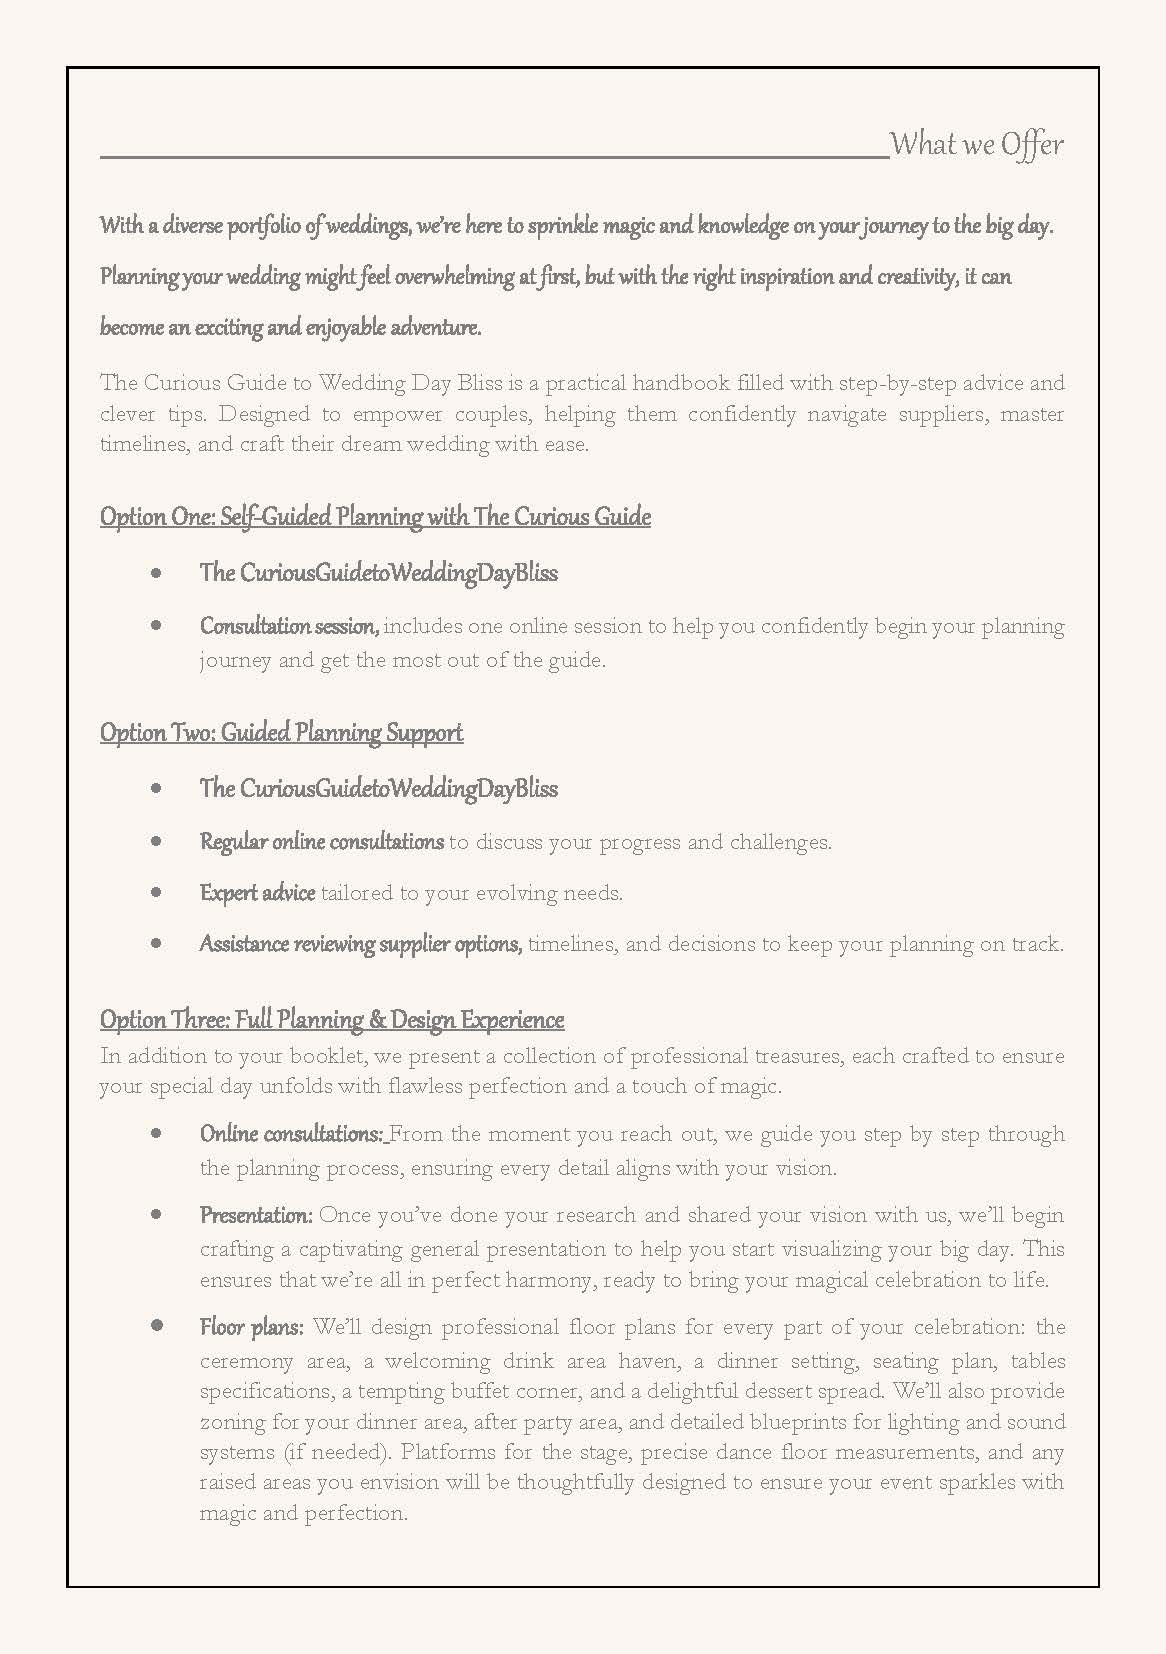 What we Offer
With a diverse portfolio of weddings, we’re here to sprinkle magic and knowledge on your journey to the big day.
Planning your wedding might feel overwhelming at first, but with the right inspiration and creativity, it can
become an exciting and enjoyable adventure.
The Curious Guide to Wedding Day Bliss is a practical handbook filled with step-by-step advice and
clever tips. Designed to empower couples, helping them confidently navigate suppliers, master
timelines, and craft their dream wedding with ease.
Option One: Self-Guided Planning with The Curious Guide
• The CuriousGuidetoWeddingDayBliss
• Consultation session, includes one online session to help you confidently begin your planning
journey and get the most out of the guide.
Option Two: Guided Planning Support
• The CuriousGuidetoWeddingDayBliss
• Regular online consultations to discuss your progress and challenges.
• Expert advice tailored to your evolving needs.
• Assistance reviewing supplier options, timelines, and decisions to keep your planning on track.
Option Three: Full Planning & Design Experience
In addition to your booklet, we present a collection of professional treasures, each crafted to ensure
your special day unfolds with flawless perfection and a touch of magic.
• Online consultations: From the moment you reach out, we guide you step by step through
the planning process, ensuring every detail aligns with your vision.
• Presentation: Once you’ve done your research and shared your vision with us, we’ll begin
crafting a captivating general presentation to help you start visualizing your big day. This
ensures that we’re all in perfect harmony, ready to bring your magical celebration to life.
• Floor plans: We’ll design professional floor plans for every part of your celebration: the
ceremony area, a welcoming drink area haven, a dinner setting, seating plan, tables
specifications, a tempting buffet corner, and a delightful dessert spread. We’ll also provide
zoning for your dinner area, after party area, and detailed blueprints for lighting and sound
systems (if needed). Platforms for the stage, precise dance floor measurements, and any
raised areas you envision will be thoughtfully designed to ensure your event sparkles with
magic and perfection.